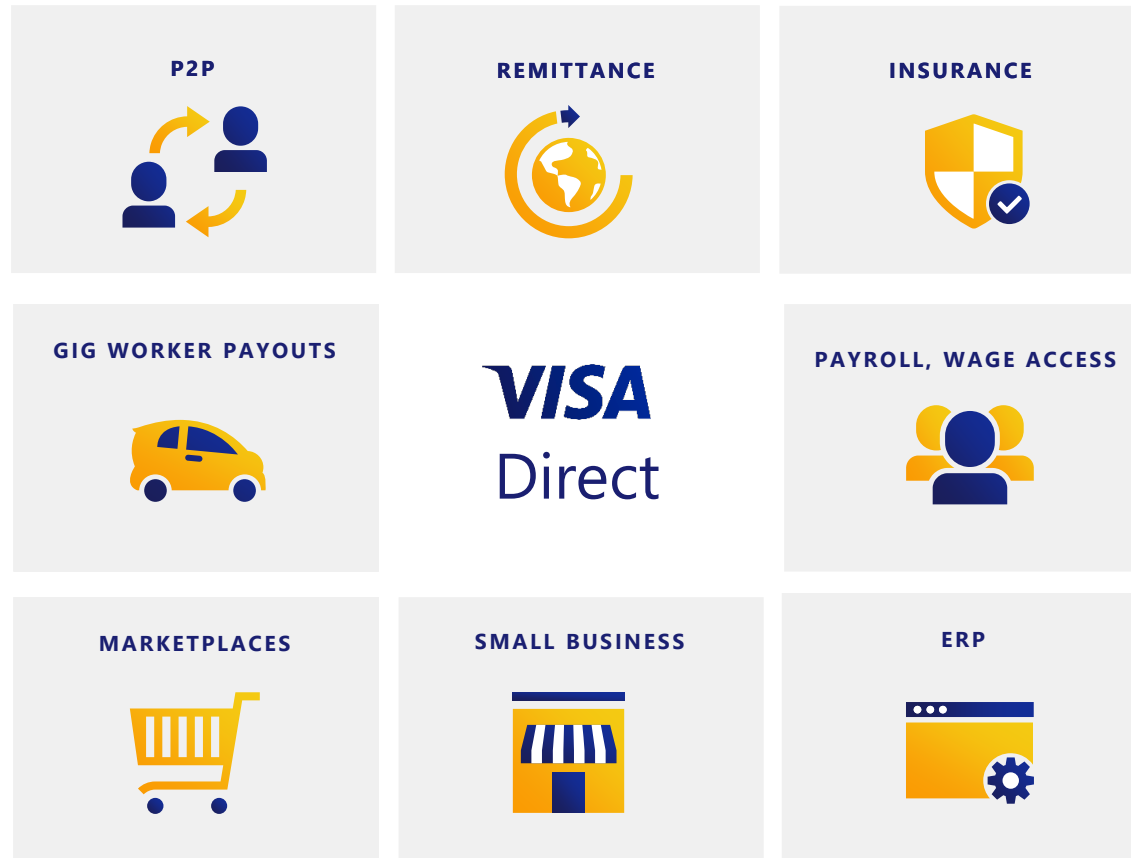 P2P
REMITTANCE
INSURANCE
GIG WORKER PAYOUTS
VISA
Direct
PAYROLL, WAGE ACCESS
MARKETPLACES
SMALL BUSINESS
ERP